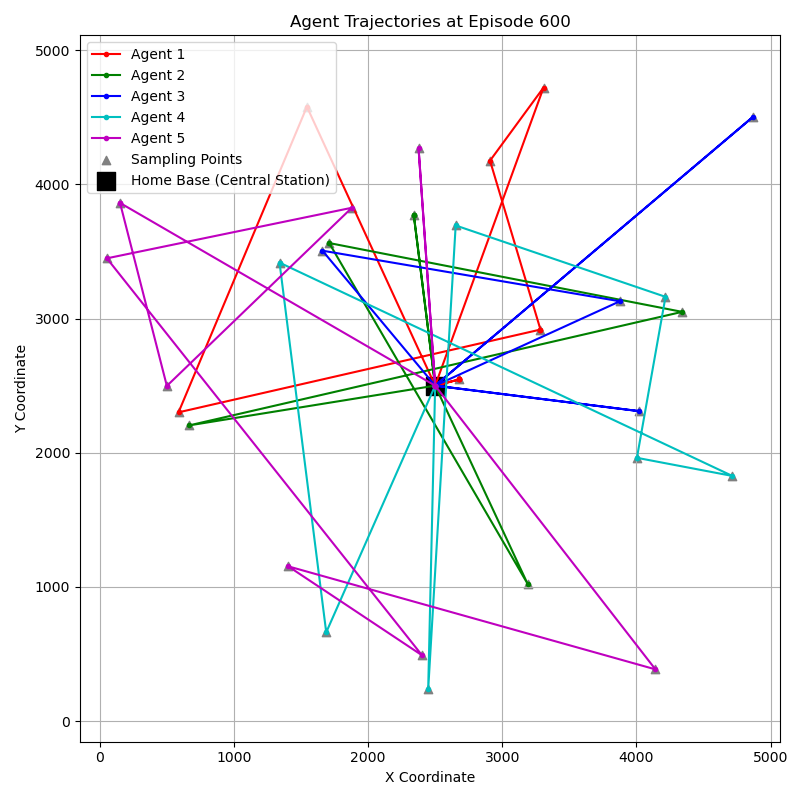 Agent Trajectories at Episode 600
5000
4000
3000
2000
1000
0
Y Coordinate
Agent 1
Agent 2
Agent 3
Agent 4
Agent 5
Sampling Points
Home Base (Central Station)
0 1000 2000 3000 4000 5000
X Coordinate